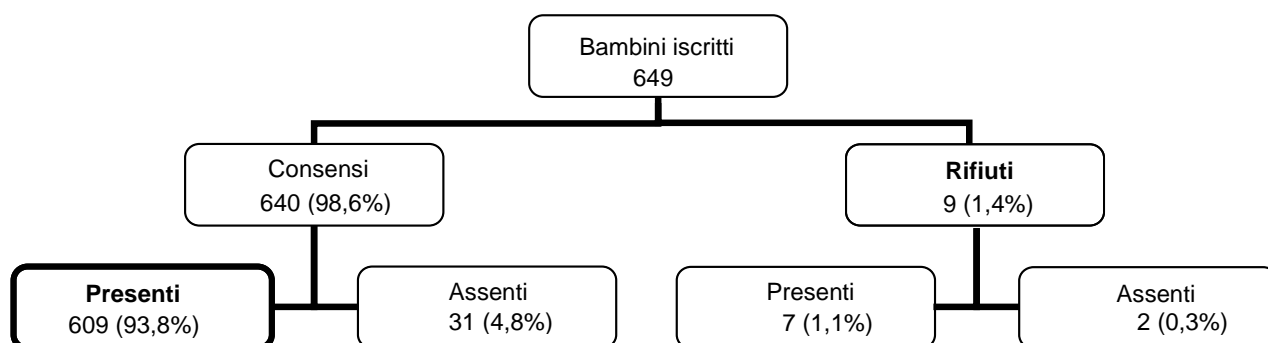 Bambini iscritti
649
Consensi
640 (98,6%)
Rifiuti
9 (1,4%)
Presenti
609 (93,8%)
Assenti
31 (4,8%)
Presenti
7 (1,1%)
Assenti
2 (0,3%)